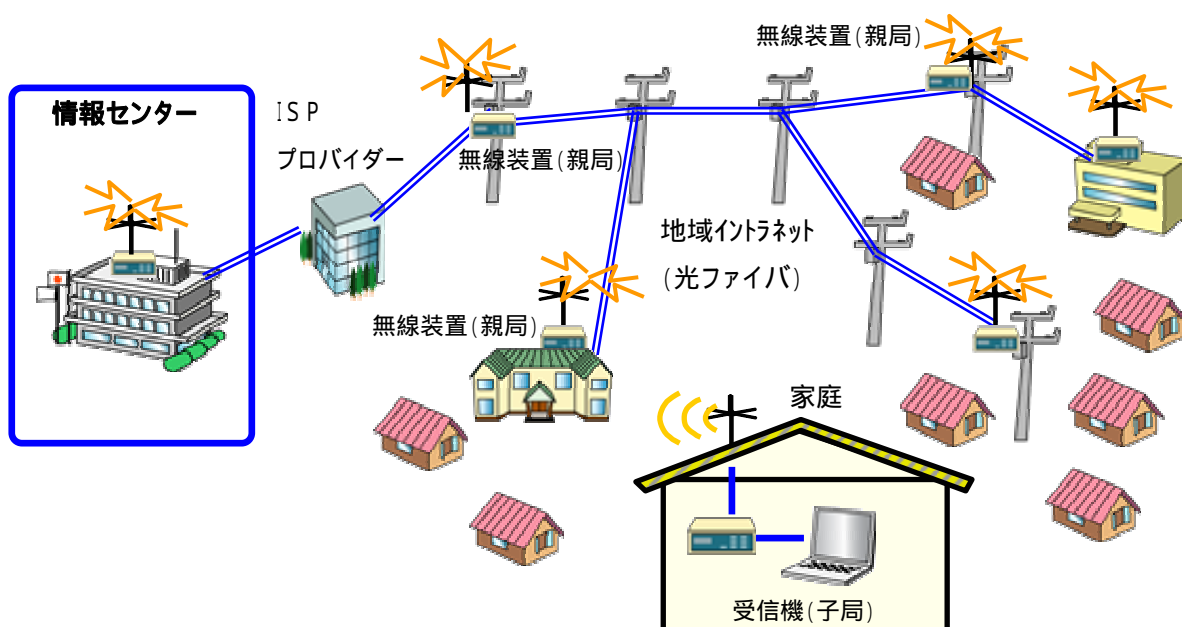 無線装置(親局)
情報センター
ISP
プロバイダー
無線装置(親局)
地域イントラネット
(光ファイバ)
無線装置(親局)
家庭
受信機(子局)